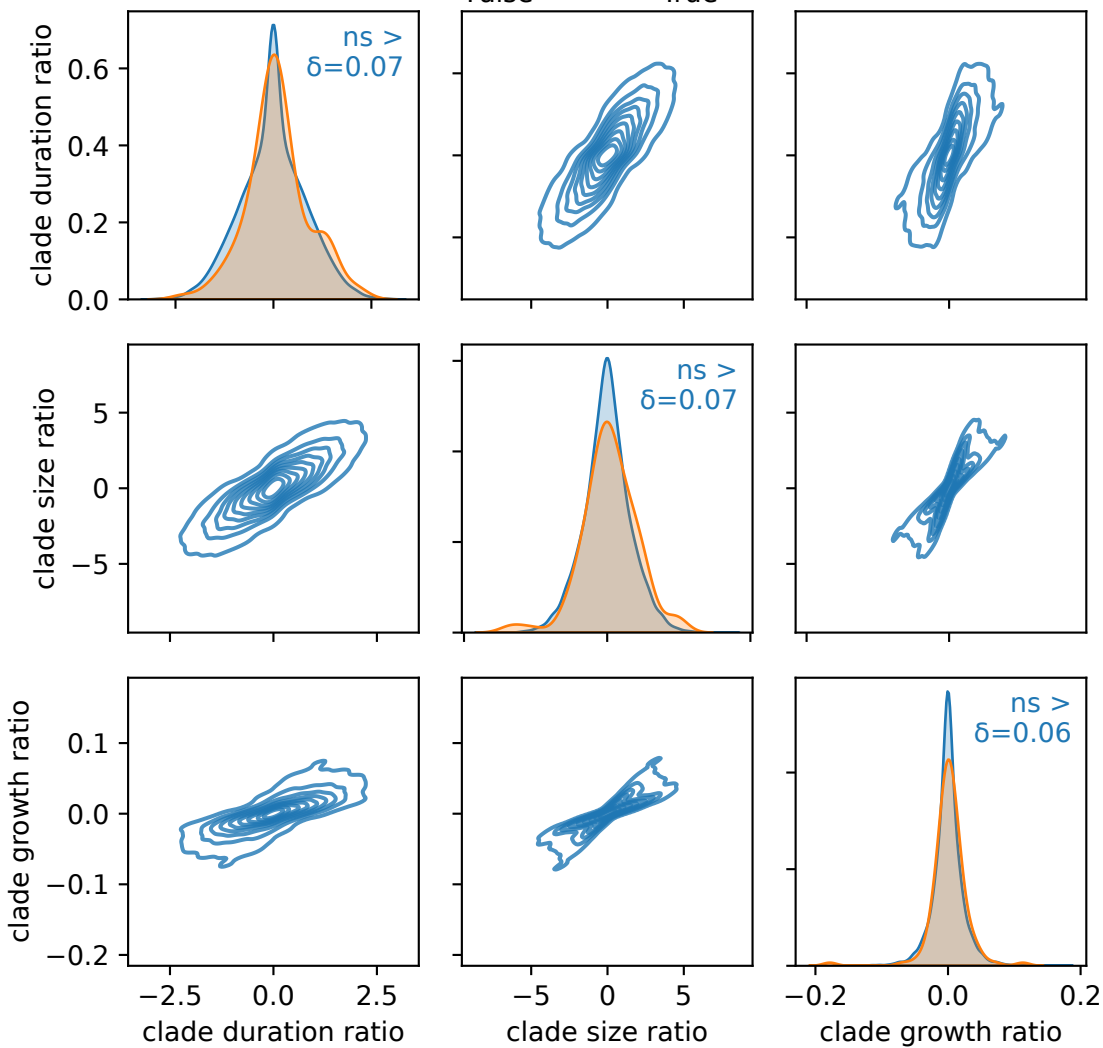 False True
clade duration ratio
0.6
0.4
0.2
0.0
ns >
δ=0.07
clade size ratio
5
0
−5
ns >
δ=0.07
clade growth ratio
0.1
0.0
−0.1
−0.2
ns >
δ=0.06
−2.5 0.0 2.5
−5 0 5
−0.2 0.0 0.2
clade duration ratio
clade size ratio
clade growth ratio